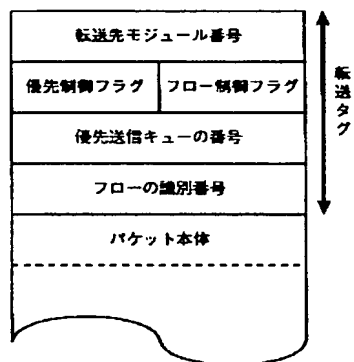 転送先モジュール番号
優先制御フラグ
フロー制御フラグ
優先送信キューの番号
フローの識別番号
パケット本体
転送タグ